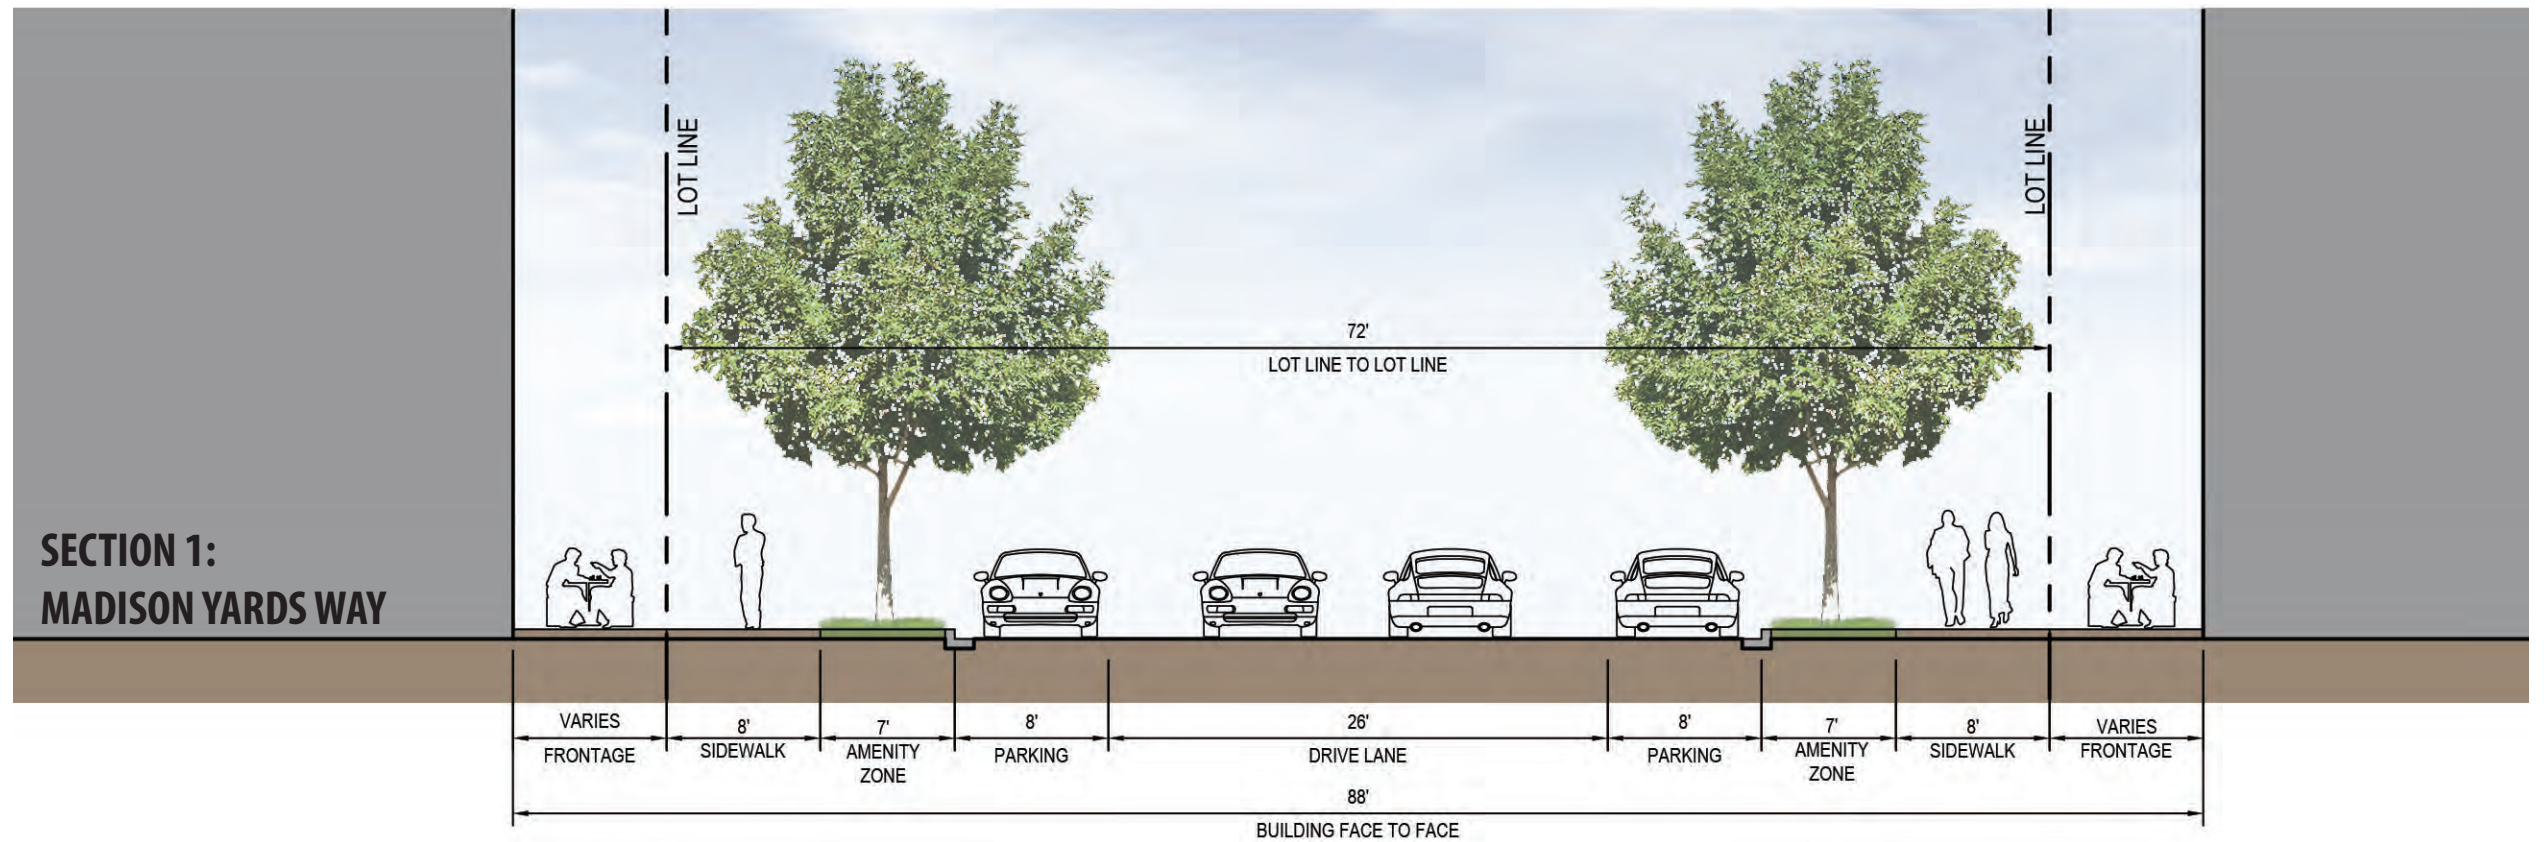 LOT LINE
LOT LINE
72'
LOT LINE TO LOT LINE
SECTION 1:
MADISON YARDS WAY
VARIES
FRONTAGE
8'
SIDEWALK
7'
AMENITY
ZONE
8'
PARKING
26'
DRIVE LANE
8'
PARKING
7'
AMENITY
ZONE
8'
SIDEWALK
VARIES
FRONTAGE
88'
BUILDING FACE TO FACE